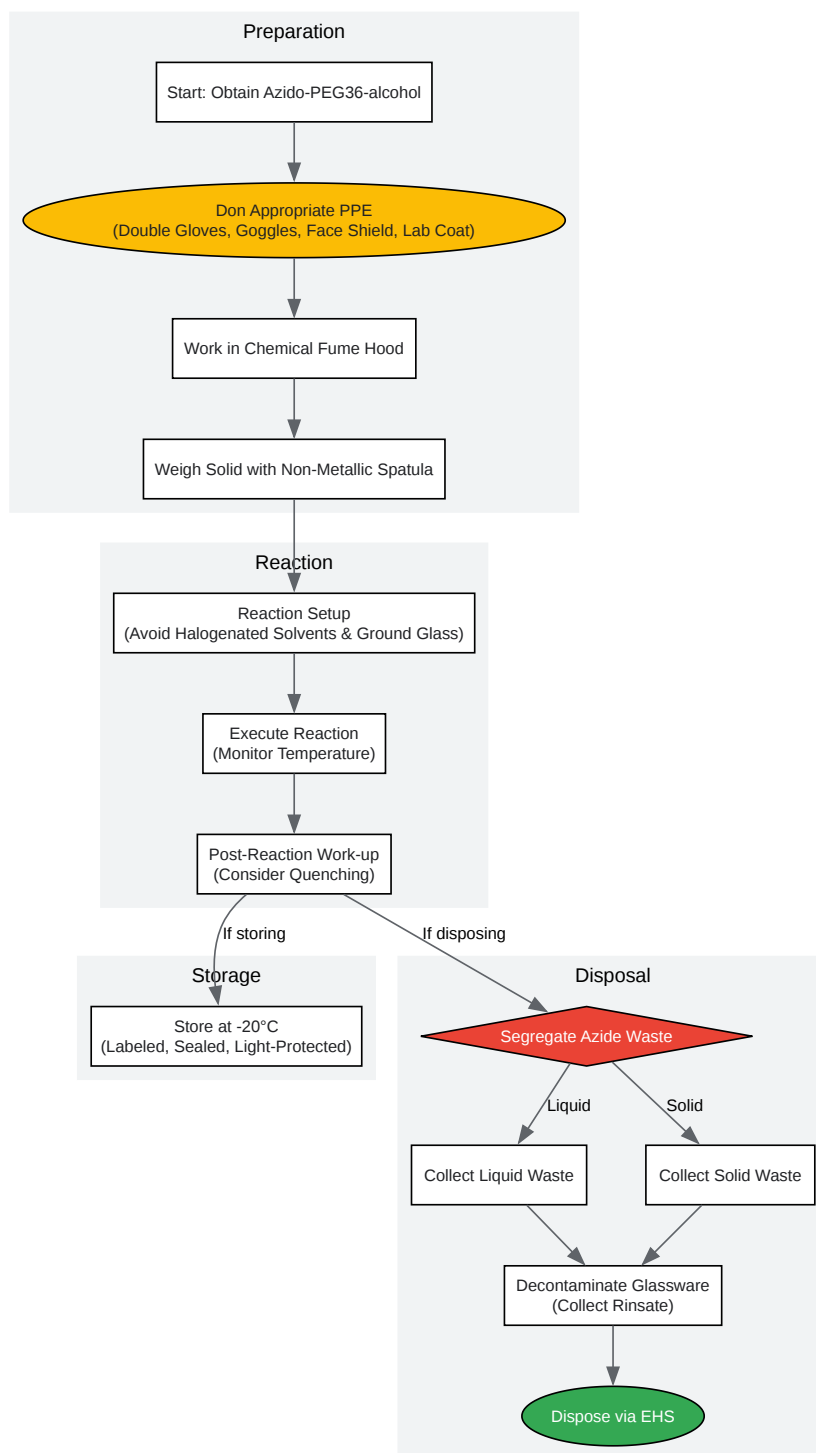 Preparation
Start: Obtain Azido-PEG36-alcohol
Don Appropriate PPE
(Double Gloves, Goggles, Face Shield, Lab Coat)
Work in Chemical Fume Hood
Weigh Solid with Non-Metallic Spatula
Reaction
Reaction Setup
(Avoid Halogenated Solvents & Ground Glass)
Execute Reaction
(Monitor Temperature)
Post-Reaction Work-up
(Consider Quenching)
If storing
If disposing
Storage
Store at -20°C
(Labeled, Sealed, Light-Protected)
Disposal
Segregate Azide Waste
Liquid
Solid
Collect Liquid Waste
Collect Solid Waste
Decontaminate Glassware
(Collect Rinsate)
Dispose via EHS